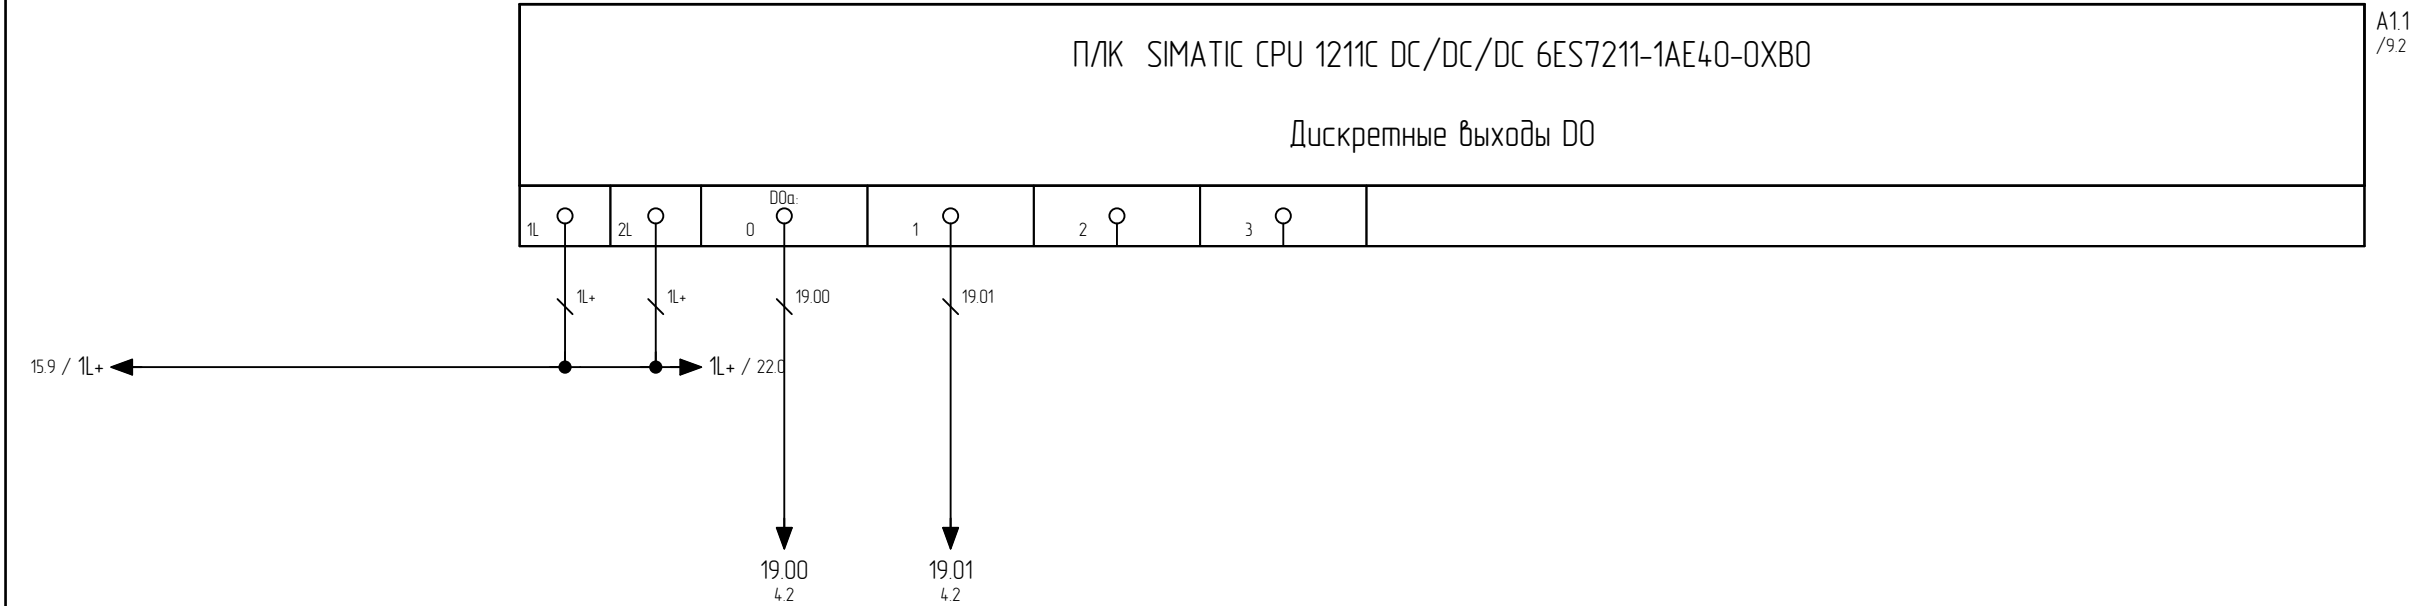 ПЛК SIMATIC CPU 1211C DC/DC/DC 6ES7211-1AE40-0XB0
A1.1
/9.2
Дискретные выходы DO
DOa:
1L
2L
0
1
2
3
1L+
1L+
19.00
19.01
15.9 / 1L+
1L+ / 22.0
19.00
4.2
19.01
4.2